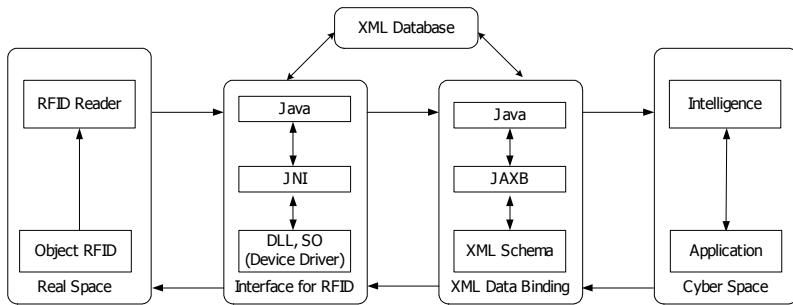 XML Database
RFID Reader
Object RFID
Real Space
Java
JNI
DLL, SO
(Device Driver)
Interface for RFID
Java
JAXB
XML Schema
XML Data Binding
Intelligence
Application
Cyber Space